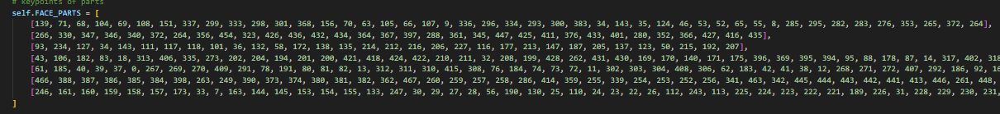 # keypoints of parts
self.FACE_PARTS = [
[139, 71, 68, 104, 69, 108, 151, 337, 299, 333, 298, 301, 368, 156, 70, 63, 105, 66, 107, 9, 336, 296, 334, 293, 300, 383, 34, 143, 35, 124, 46, 53, 52, 65, 55, 8, 285, 295, 282, 283, 276, 353, 265, 372, 264],
[266, 330, 347, 346, 340, 372, 264, 356, 454, 323, 426, 436, 432, 434, 364, 367, 397, 288, 361, 345, 447, 425, 411, 376, 433, 401, 280, 352, 366, 427, 416, 435],
[93, 234, 127, 34, 143, 111, 117, 118, 101, 36, 132, 58, 172, 138, 135, 214, 212, 216, 206, 227, 116, 177, 213, 147, 187, 205, 137, 123, 50, 215, 192, 207],
[43, 106, 182, 83, 18, 313, 406, 335, 273, 202, 204, 194, 201, 200, 421, 418, 424, 422, 210, 211, 32, 208, 199, 428, 262, 431, 430, 169, 170, 140, 171, 175, 396, 369, 395, 394, 95, 88, 178, 87, 14, 317, 402, 318
[61, 185, 40, 39, 37, 0, 267, 269, 270, 409, 291, 78, 191, 80, 81, 82, 13, 312, 311, 310, 415, 308, 76, 184, 74, 73, 72, 11, 302, 303, 304, 408, 306, 62, 183, 42, 41, 38, 12, 268, 271, 272, 407, 292, 186, 92,
[466, 388, 387, 386, 385, 384, 398, 263, 249, 390, 373, 374, 380, 381, 382, 362, 467, 260, 259, 257, 258, 286, 414, 359, 255, 339, 254, 253, 252, 256, 341, 463, 342, 445, 444, 443, 442, 441, 413, 446, 261, 448,
[246, 161, 160, 159, 158, 157, 173, 33, 7, 163, 144, 145, 153, 154, 155, 133, 247, 30, 29, 27, 28, 56, 190, 130, 25, 110, 24, 23, 22, 26, 112, 243, 113, 225, 224, 223, 222, 221, 189, 226, 31, 228, 229, 230, 231,
]